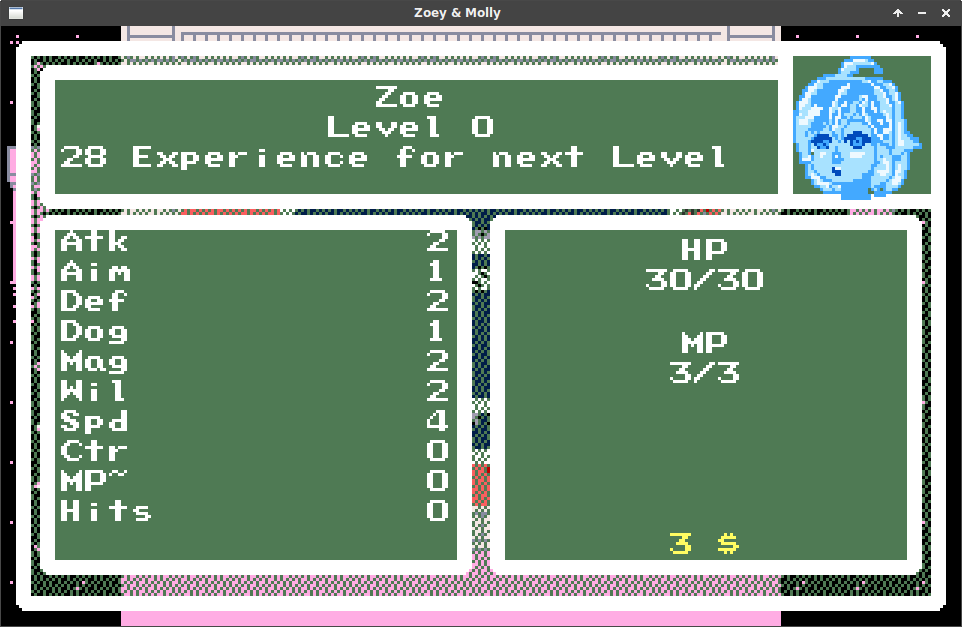 Zoey & Molly
Zoe
Level 0
28 Experience for next Level
Atk 2
Aim 1
Def 2
Dog 1
Mag 2
Wil 2
Spd 4
Ctr 0
MP~ 0
Hits 0
HP
30/30
MP
3/3
3 $